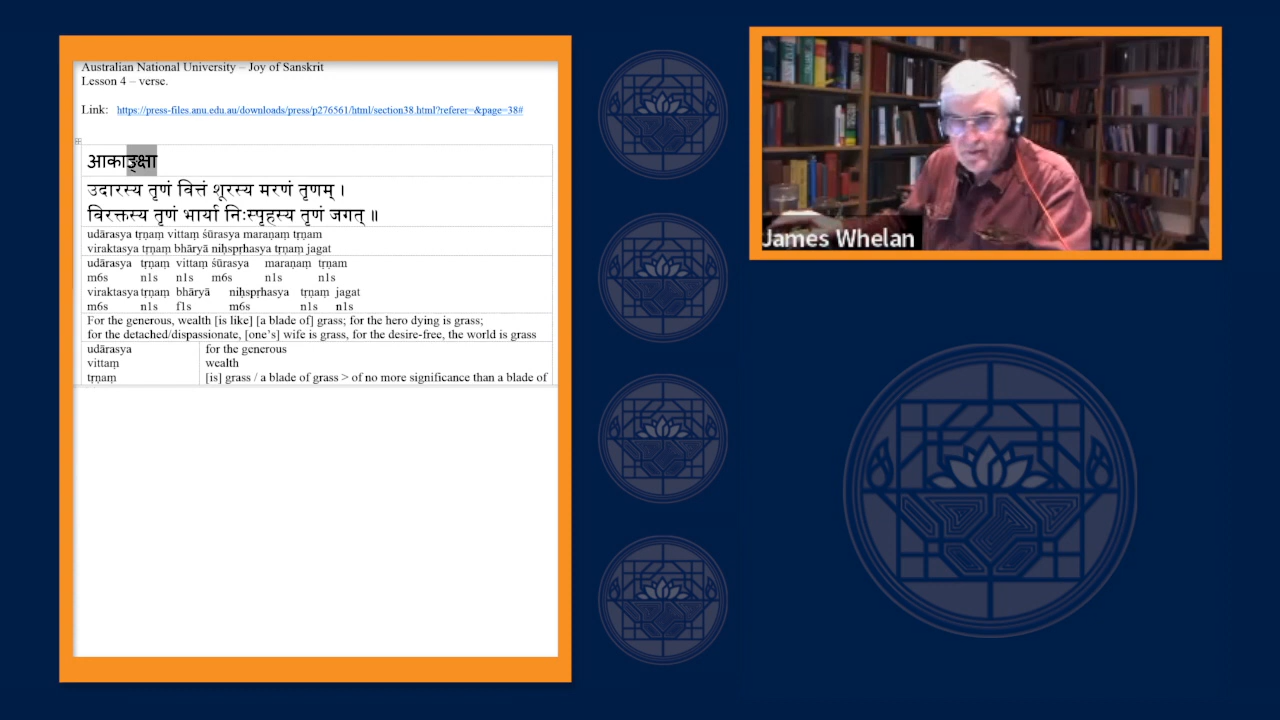 Australian National University – Joy of Sanskrit
Lesson 4 – verse.
Link: https://press-files.anu.edu.au/downloads/press/p276561/html/section38.html?referer=&page=38#
आकाङ्क्षा
उदारस्य तृणं वित्तं शूरस्य मरणं तृणम् ।
विरक्तस्य तृणं भार्या निःस्पृहस्य तृणं जगत् ॥
udārasya tṛṇaṃ vittaṃ śūrasya maraṇaṃ tṛṇam
viraktasya tṛṇaṃ bhāryā niḥspṛhasya tṛṇaṃ jagat
udārasya tṛṇaṃ vittaṃ śūrasya maraṇaṃ tṛṇam
m6s n1s n1s m6s n1s n1s
viraktasya tṛṇaṃ bhāryā niḥspṛhasya tṛṇaṃ jagat
m6s n1s f1s m6s n1s n1s
For the generous, wealth [is like] [a blade of] grass; for the hero dying is grass;
for the detached/dispassionate, [one's] wife is grass, for the desire-free, the world is grass
udārasya for the generous
vittaṃ wealth
tṛṇaṃ [is] grass / a blade of grass > of no more significance than a blade of
James Whelan